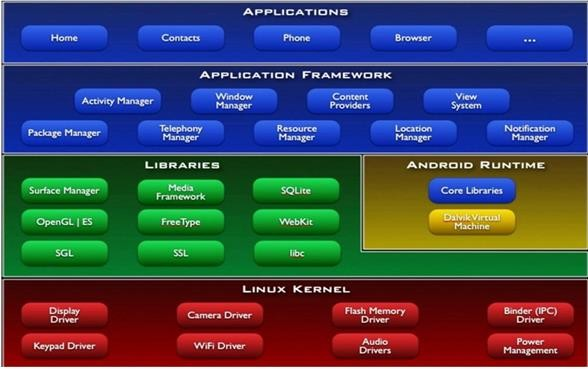 APPLICATIONS
Home
Contacts
Phone
Browser
...
APPLICATION FRAMEWORK
Activity Manager
Window
Manager
Content
Providers
View
System
Package Manager
Telephony
Manager
Resource
Manager
Location
Manager
Notification
Manager
LIBRARIES
Surface Manager
Media
Framework
SQLite
OpenGL | ES
FreeType
WebKit
SGL
SSL
libc
ANDROID RUNTIME
Core Libraries
Dalvik Virtual
Machine
LINUX KERNEL
Display
Driver
Camera Driver
Flash Memory
Driver
Binder (IPC)
Driver
Keypad Driver
WiFi Driver
Audio
Drivers
Power
Management